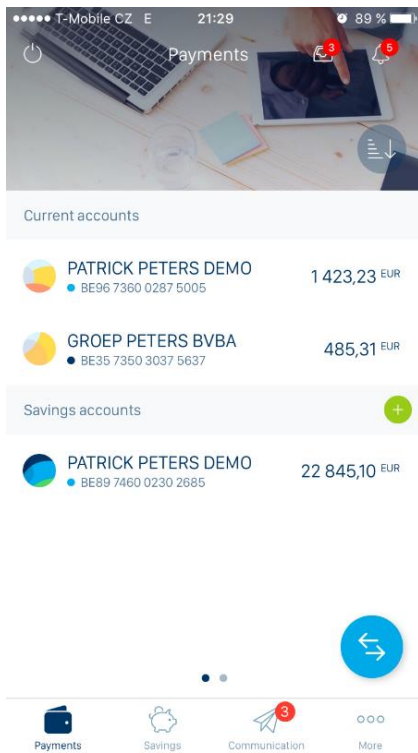 T-Mobile CZ E 21:29 89 %
Payments 3 5
Current accounts
PATRICK PETERS DEMO 1 423,23 EUR
BE96 7360 0287 5005
GROEP PETERS BVBA 485,31 EUR
BE35 7350 3037 5637
Savings accounts
PATRICK PETERS DEMO 22 845,10 EUR
BE89 7460 0230 2685
3
Payments Savings Communication More